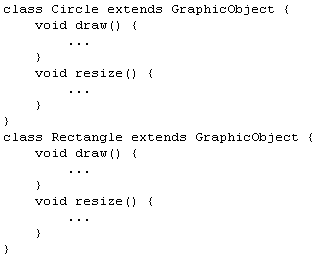 class Circle extends GraphicObject {
    void draw() {
        ...
    }
    void resize() {
        ...
    }
}
class Rectangle extends GraphicObject {
    void draw() {
        ...
    }
    void resize() {
        ...
    }
}